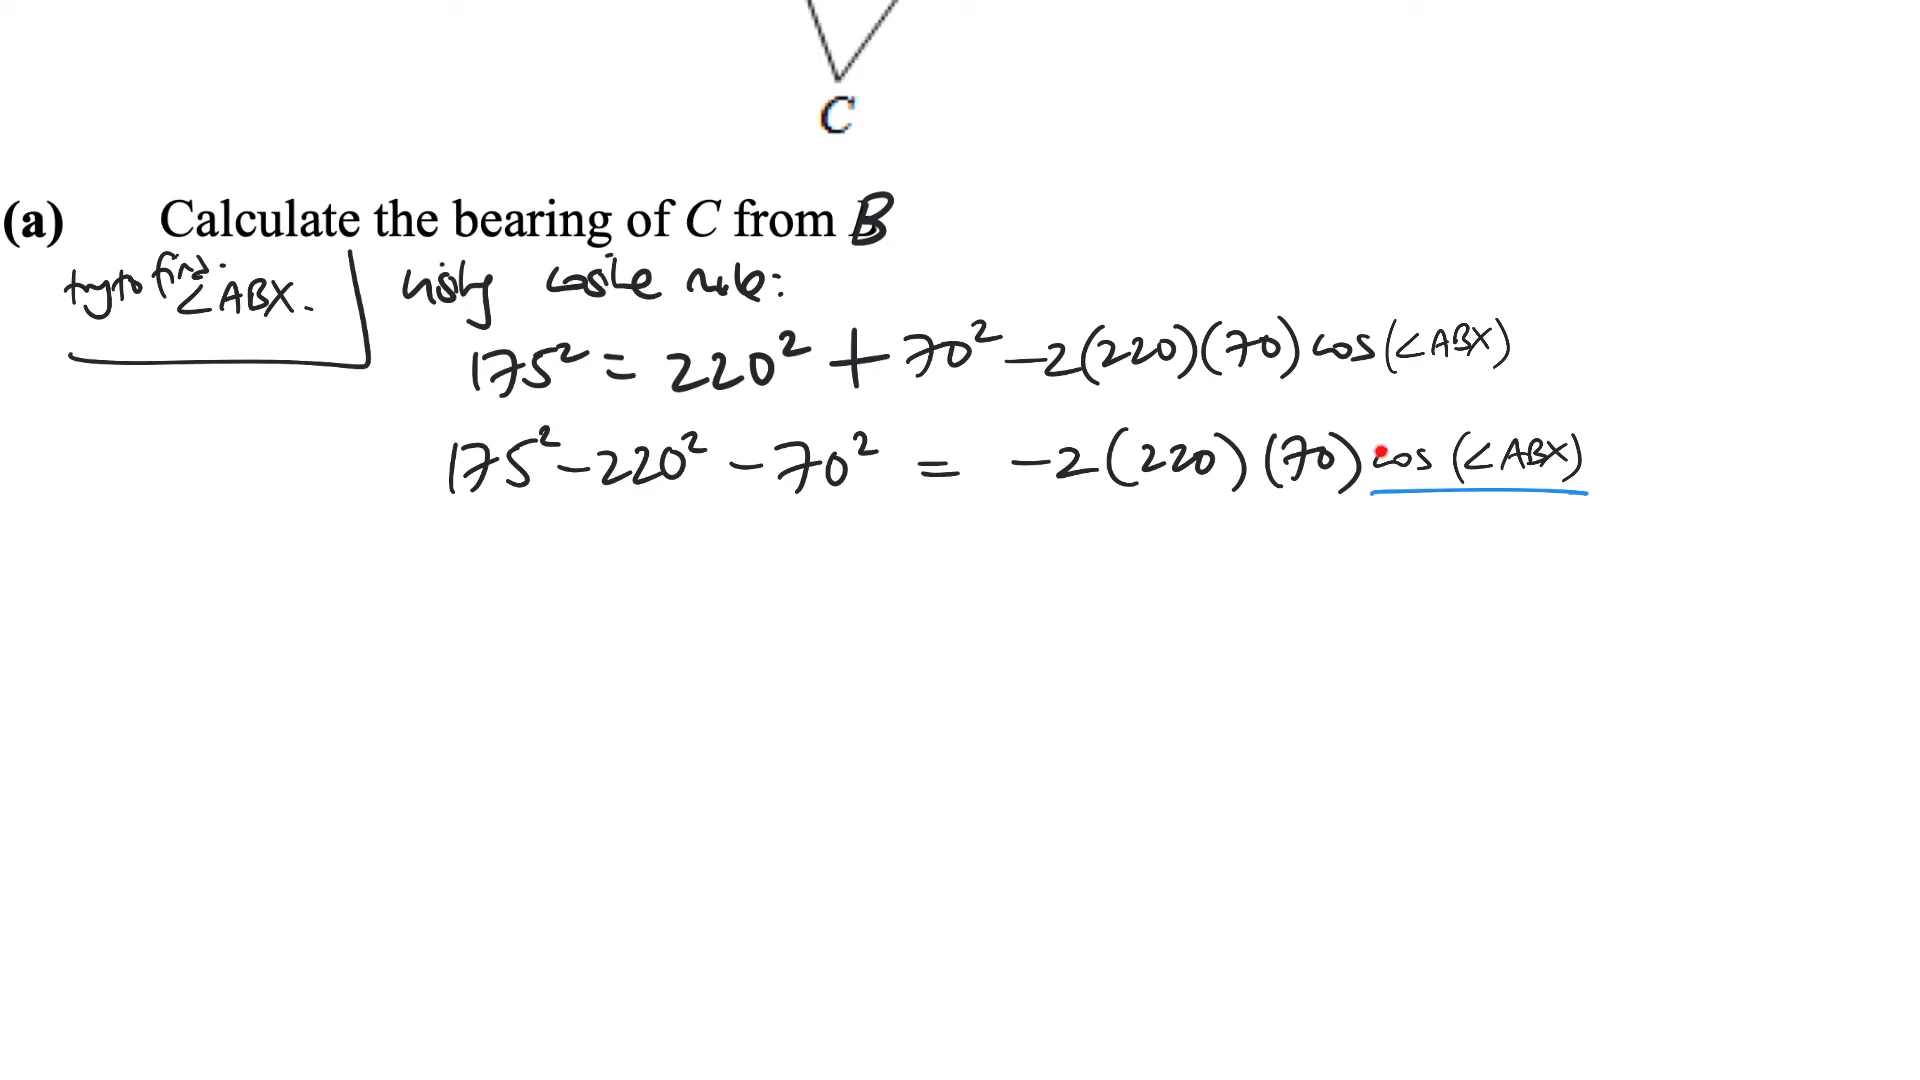 C
(a) Calculate the bearing of C from B
try to find ∠ABX.
using cosine rule:
175² = 220² + 70² −2(220)(70) cos(∠ABX)
175² − 220² − 70² = −2(220)(70) cos (∠ABX)